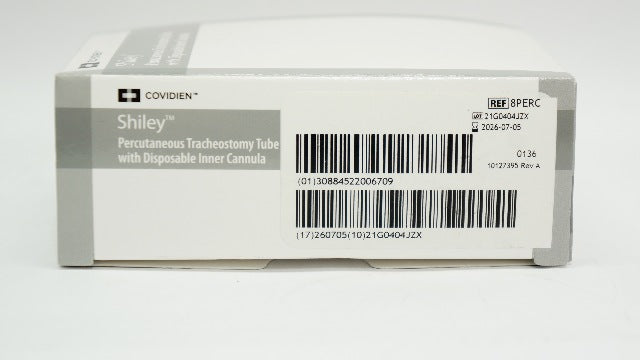 COVIDIEN™
Shiley™
Percutaneous Tracheostomy Tube
with Disposable Inner Cannula
REF 8PERC
LOT 21G0404JZX
2026-07-05
0136
10127395 Rev A
(01)30884522006709
(17)260705(10)21G0404JZX